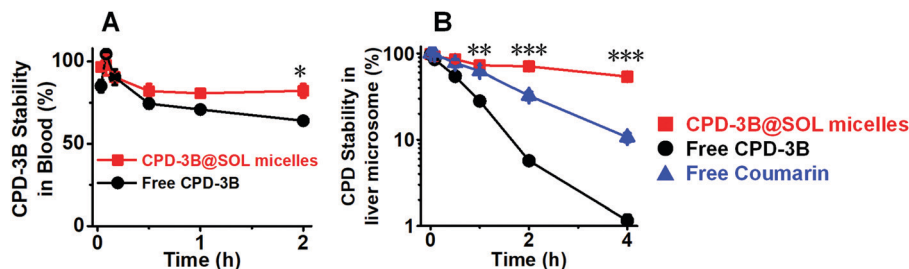 A
CPD-3B Stability
in Blood (%)
100
75
50
25
0
*
CPD-3B@SOL micelles
Free CPD-3B
0
1
2
Time (h)
B
CPD Stability in
liver microsome (%)
100
10
1
**
***
***
0
2
4
Time (h)
CPD-3B@SOL micelles
Free CPD-3B
Free Coumarin